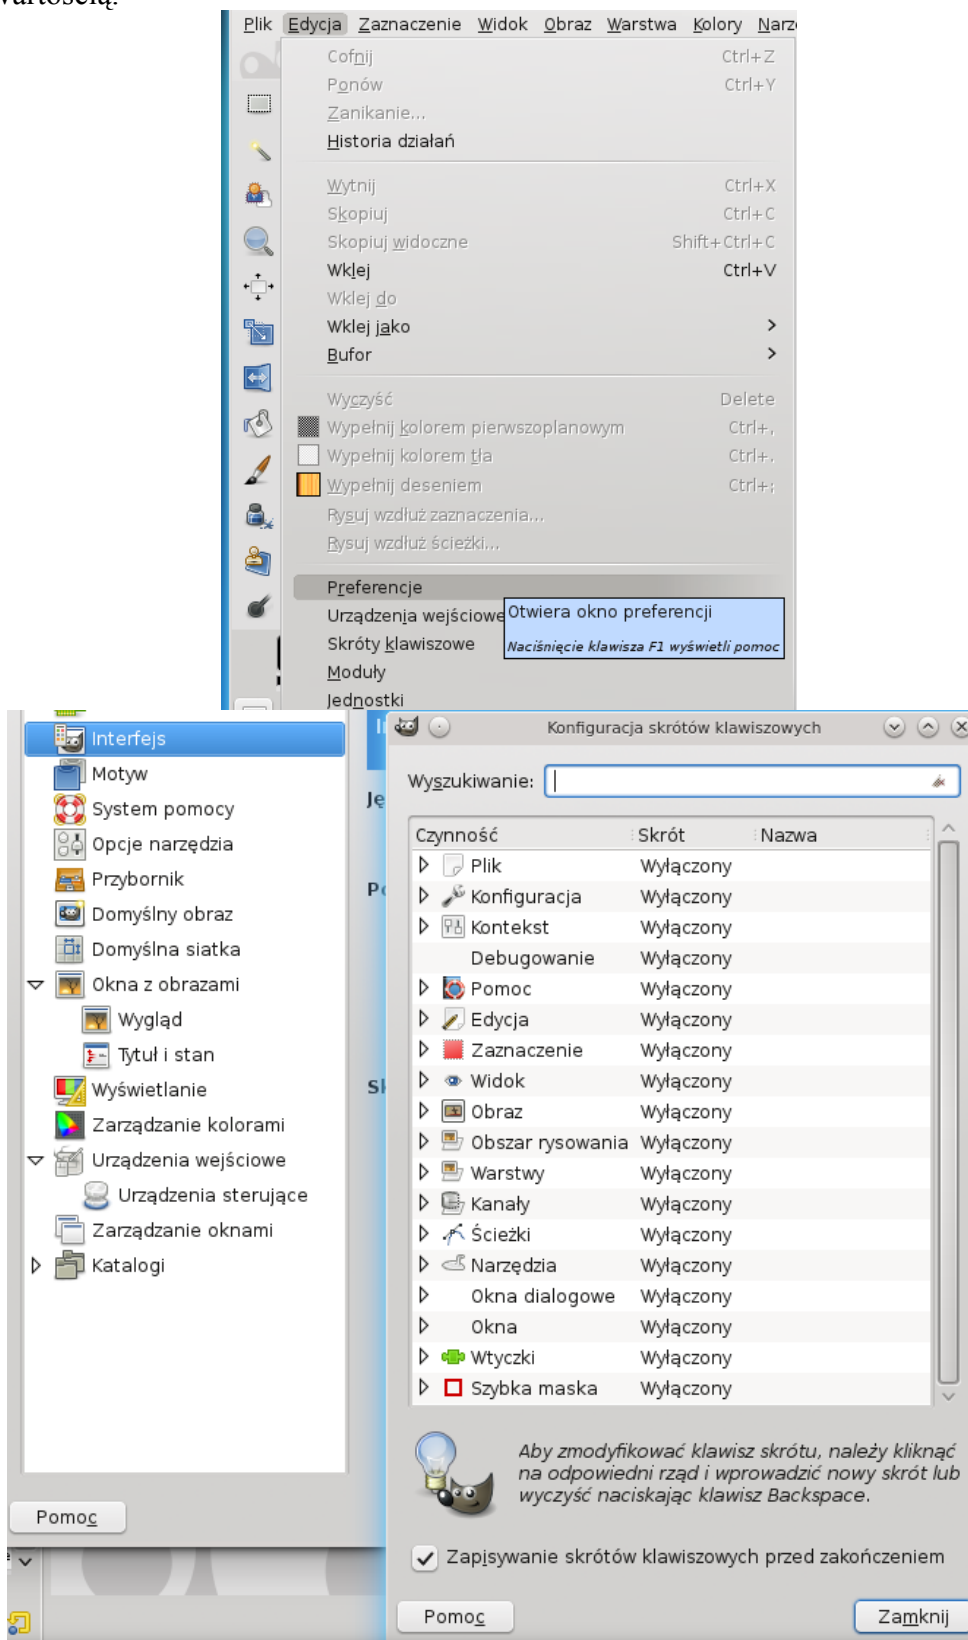 wartością.
Plik Edycja Zaznaczenie Widok Obraz Warstwa Kolory Narz
Cofnij Ctrl+Z
Ponów Ctrl+Y
Zanikanie...
Historia działań
Wytnij Ctrl+X
Skopiuj Ctrl+C
Skopiuj widoczne Shift+Ctrl+C
Wklej Ctrl+V
Wklej do
Wklej jako
Bufor
Wyczyść Delete
Wypełnij kolorem pierwszoplanowym Ctrl+,
Wypełnij kolorem tła Ctrl+.
Wypełnij deseniem Ctrl+;
Rysuj wzdłuż zaznaczenia...
Rysuj wzdłuż ścieżki...
Preferencje
Urządzenia wejściowe
Otwiera okno preferencji
Naciśnięcie klawisza F1 wyświetli pomoc
Skróty klawiszowe
Moduły
Jednostki
Interfejs
Motyw
System pomocy
Opcje narzędzia
Przybornik
Domyślny obraz
Domyślna siatka
Okna z obrazami
Wygląd
Tytuł i stan
Wyświetlanie
Zarządzanie kolorami
Urządzenia wejściowe
Urządzenia sterujące
Zarządzanie oknami
Katalogi
Pomoc
Konfiguracja skrótów klawiszowych
Wyszukiwanie:
Czynność Skrót Nazwa
Plik Wyłączony
Konfiguracja Wyłączony
Kontekst Wyłączony
Debugowanie Wyłączony
Pomoc Wyłączony
Edycja Wyłączony
Zaznaczenie Wyłączony
Widok Wyłączony
Obraz Wyłączony
Obszar rysowania Wyłączony
Warstwy Wyłączony
Kanały Wyłączony
Ścieżki Wyłączony
Narzędzia Wyłączony
Okna dialogowe Wyłączony
Okna Wyłączony
Wtyczki Wyłączony
Szybka maska Wyłączony
Aby zmodyfikować klawisz skrótu, należy kliknąć
na odpowiedni rząd i wprowadzić nowy skrót lub
wyczyść naciskając klawisz Backspace.
Zapisywanie skrótów klawiszowych przed zakończeniem
Pomoc Zamknij